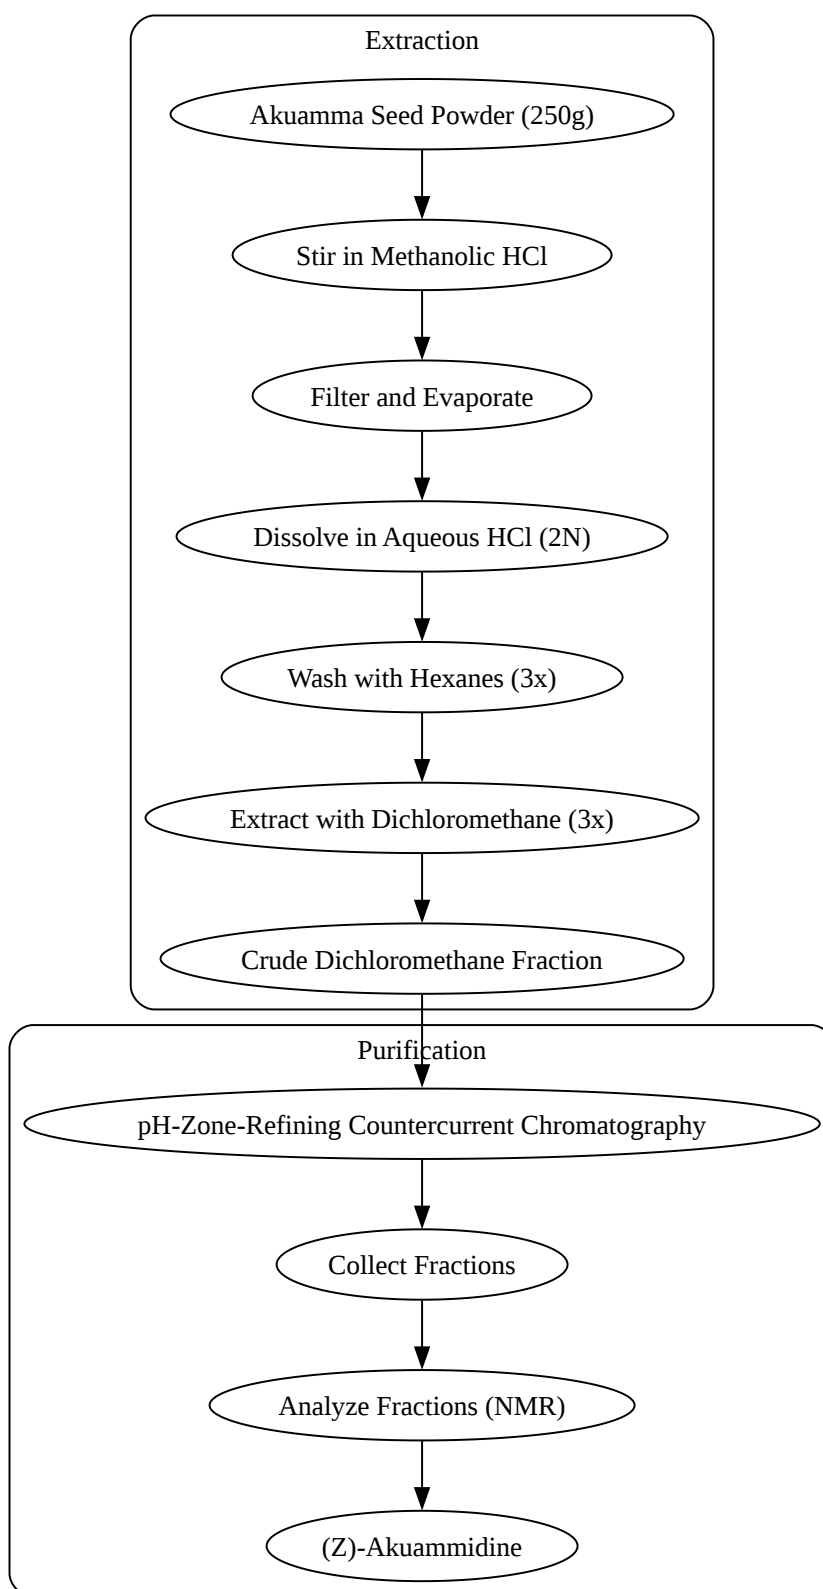 Extraction
Akuamma Seed Powder (250g)
Stir in Methanolic HCl
Filter and Evaporate
Dissolve in Aqueous HCl (2N)
Wash with Hexanes (3x)
Extract with Dichloromethane (3x)
Crude Dichloromethane Fraction
Purification
pH-Zone-Refining Countercurrent Chromatography
Collect Fractions
Analyze Fractions (NMR)
(Z)-Akuammidine